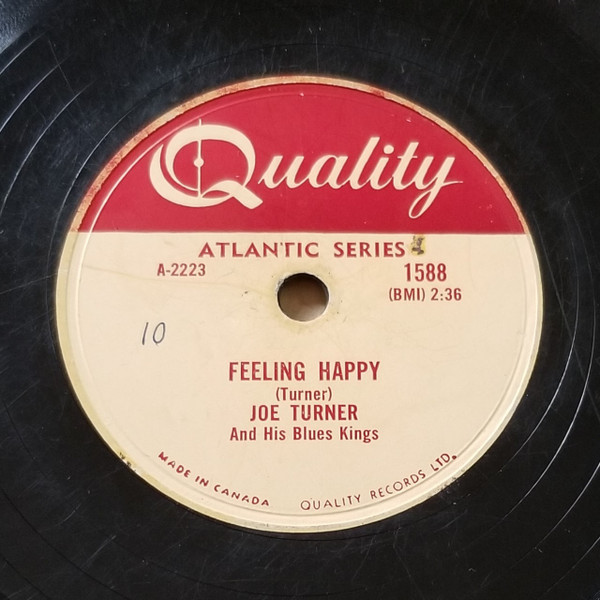 Quality
ATLANTIC SERIES
A-2223
1588
(BMI) 2:36
10
FEELING HAPPY
(Turner)
JOE TURNER
And His Blues Kings
MADE IN CANADA
QUALITY RECORDS LTD.